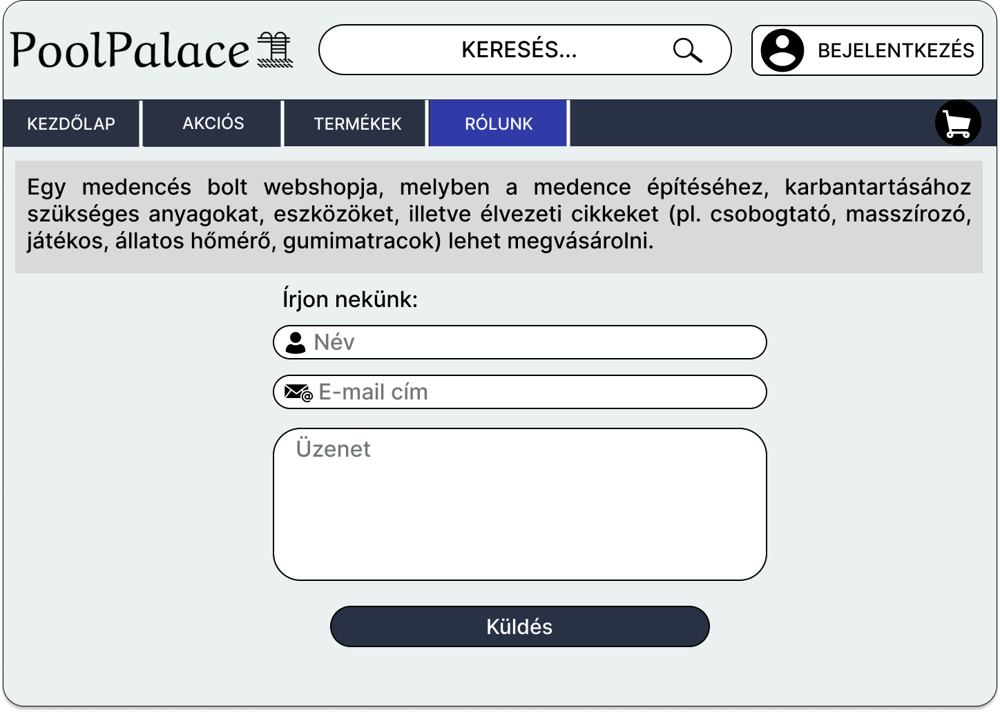 PoolPalace
KERESÉS...
BEJELENTKEZÉS
KEZDŐLAP
AKCIÓS
TERMÉKEK
RÓLUNK
Egy medencés bolt webshopja, melyben a medence építéséhez, karbantartásához
szükséges anyagokat, eszközöket, illetve élvezeti cikkeket (pl. csobogtató, masszírozó,
játékos, állatos hőmérő, gumimatracok) lehet megvásárolni.
Írjon nekünk:
Név
@ E-mail cím
Üzenet
Küldés